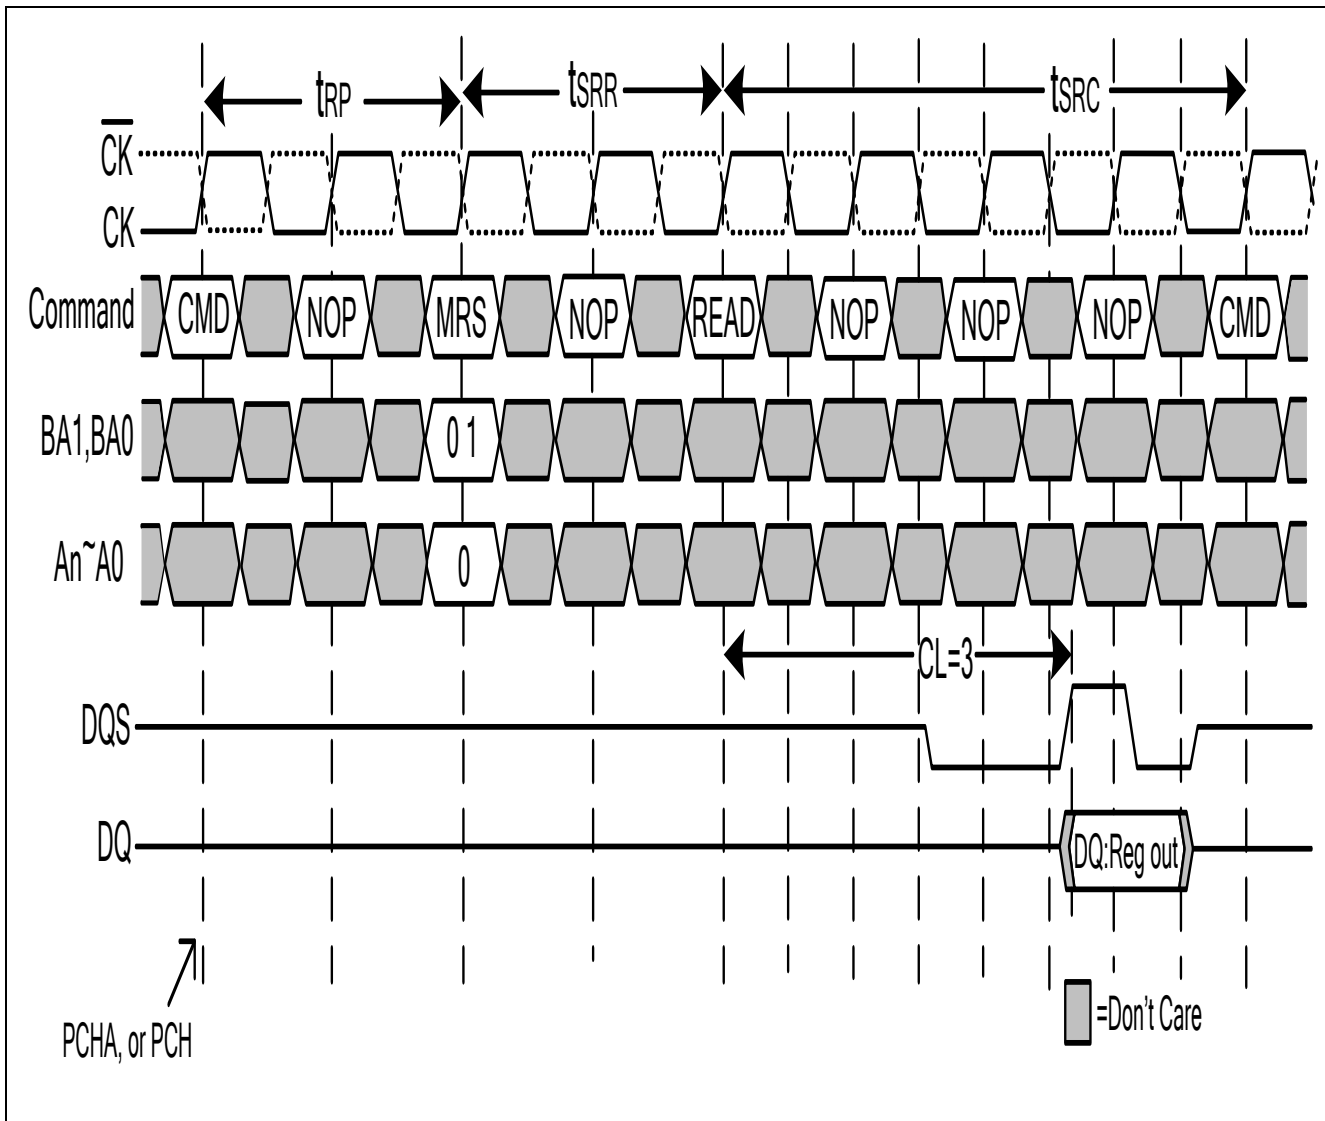 tRP tSRR tSRC
CK
CK
Command CMD NOP MRS NOP READ NOP NOP NOP CMD
BA1,BA0 0 1
An~A0 0
CL=3
DQS
DQ DQ:Reg out
PCHA, or PCH
=Don't Care